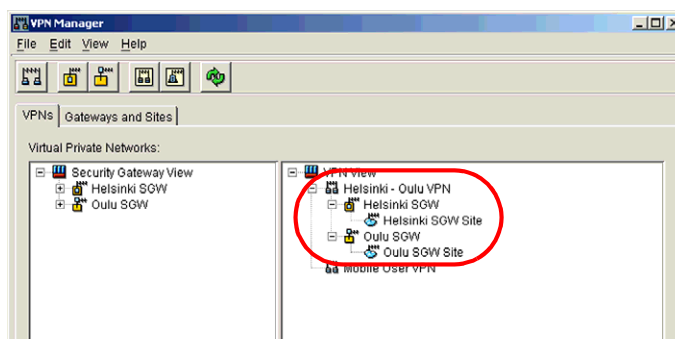 VPN Manager
File Edit View Help
VPNs Gateways and Sites
Virtual Private Networks:
Security Gateway View
Helsinki SGW
Oulu SGW
VPN View
Helsinki - Oulu VPN
Helsinki SGW
Helsinki SGW Site
Oulu SGW
Oulu SGW Site
Mobile User VPN